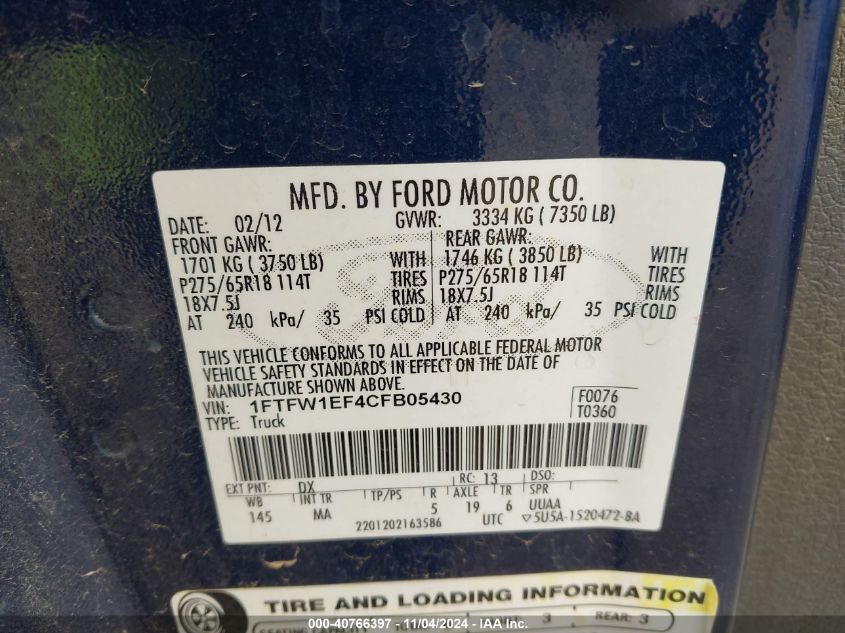 MFD. BY FORD MOTOR CO.
DATE: 02/12 GVWR: 3334 KG ( 7350 LB)
FRONT GAWR: REAR GAWR:
1701 KG ( 3750 LB) WITH 1746 KG ( 3850 LB) WITH
P275/65R18 114T TIRES P275/65R18 114T TIRES
18X7.5J RIMS 18X7.5J RIMS
AT 240 kPa/ 35 PSI COLD AT 240 kPa/ 35 PSI COLD
THIS VEHICLE CONFORMS TO ALL APPLICABLE FEDERAL MOTOR
VEHICLE SAFETY STANDARDS IN EFFECT ON THE DATE OF
MANUFACTURE SHOWN ABOVE.
VIN: 1FTFW1EF4CFB05430 F0076
TYPE: Truck T0360
EXT PNT: DX RC: 13 DSO:
WB INT TR TP/PS R AXLE TR SPR
145 MA 5 19 6 UUAA
2201202163586 UTC ▽5U5A-1520472-BA
TIRE AND LOADING INFORMATION
SEATING CAPACITY 3 REAR: 3
000-40766397 - 11/04/2024 - IAAI.com